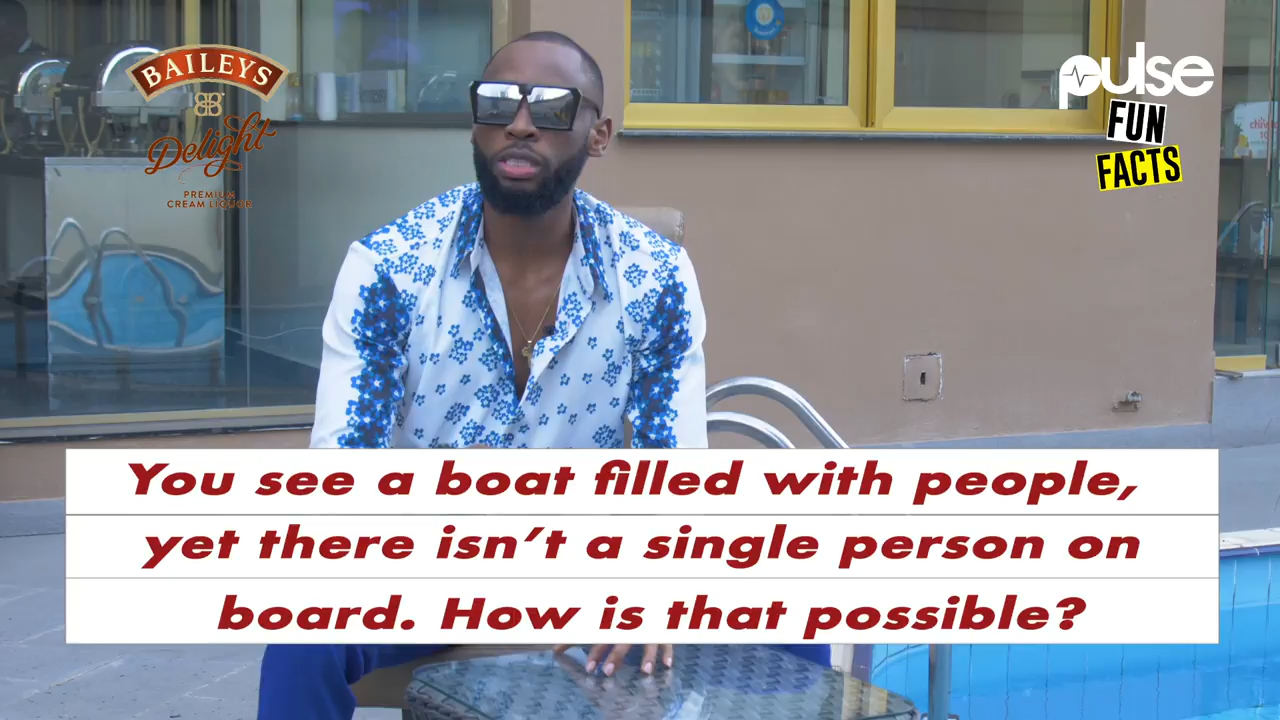 BAILEYS
Delight
PREMIUM
CREAM LIQUOR
pulse
FUN
FACTS
You see a boat filled with people,
yet there isn't a single person on
board. How is that possible?